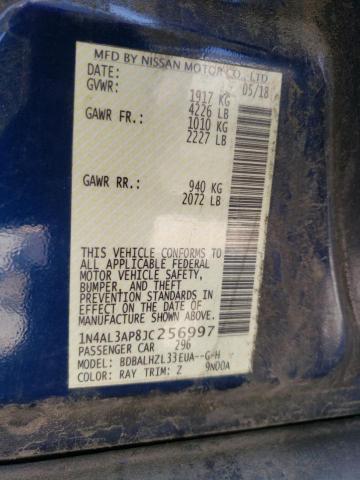 MFD BY NISSAN MOTOR CO., LTD
DATE: 05/18
GVWR: 1917 KG
4226 LB
GAWR FR.: 1010 KG
2227 LB
GAWR RR.: 940 KG
2072 LB
THIS VEHICLE CONFORMS TO
ALL APPLICABLE FEDERAL
MOTOR VEHICLE SAFETY,
BUMPER, AND THEFT
PREVENTION STANDARDS
IN EFFECT ON THE DATE OF
MANUFACTURE SHOWN
ABOVE.
1N4AL3AP8JC256997
PASSENGER CAR 296
MODEL: BDBALHZL33EUA--G-H
COLOR: RAY TRIM: Z 9N00A